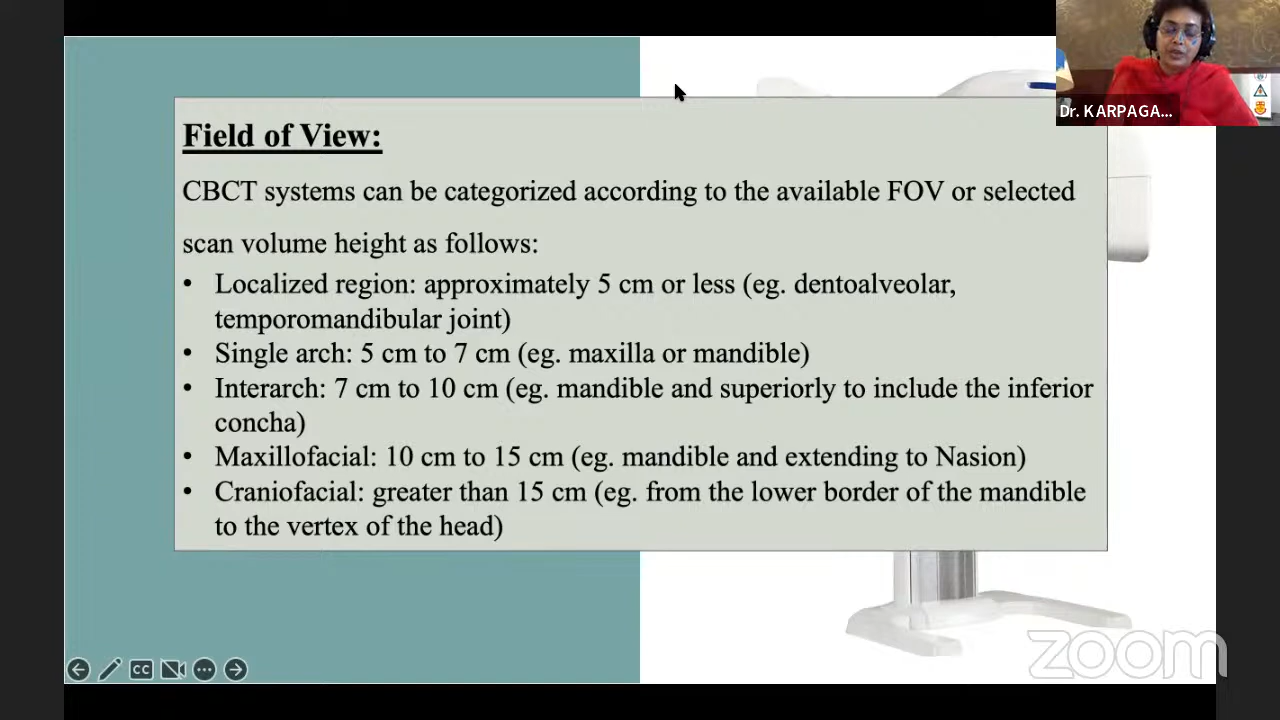 Field of View:
CBCT systems can be categorized according to the available FOV or selected
scan volume height as follows:
• Localized region: approximately 5 cm or less (eg. dentoalveolar,
temporomandibular joint)
• Single arch: 5 cm to 7 cm (eg. maxilla or mandible)
• Interarch: 7 cm to 10 cm (eg. mandible and superiorly to include the inferior
concha)
• Maxillofacial: 10 cm to 15 cm (eg. mandible and extending to Nasion)
• Craniofacial: greater than 15 cm (eg. from the lower border of the mandible
to the vertex of the head)
Dr. KARPAGA...
CC
zoom